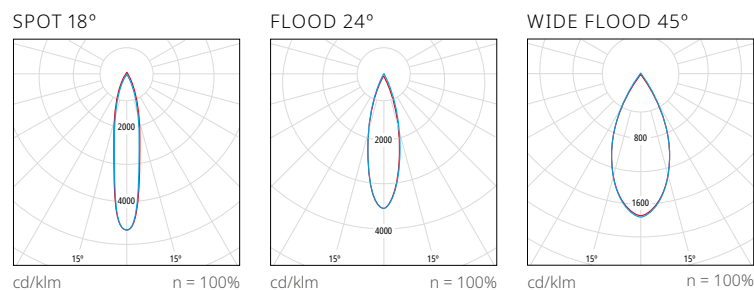 SPOT 18° FLOOD 24° WIDE FLOOD 45°
2000 2000 800
4000 4000 1600
15° 15° 15° 15° 15° 15°
cd/klm n = 100% cd/klm n = 100% cd/klm n = 100%